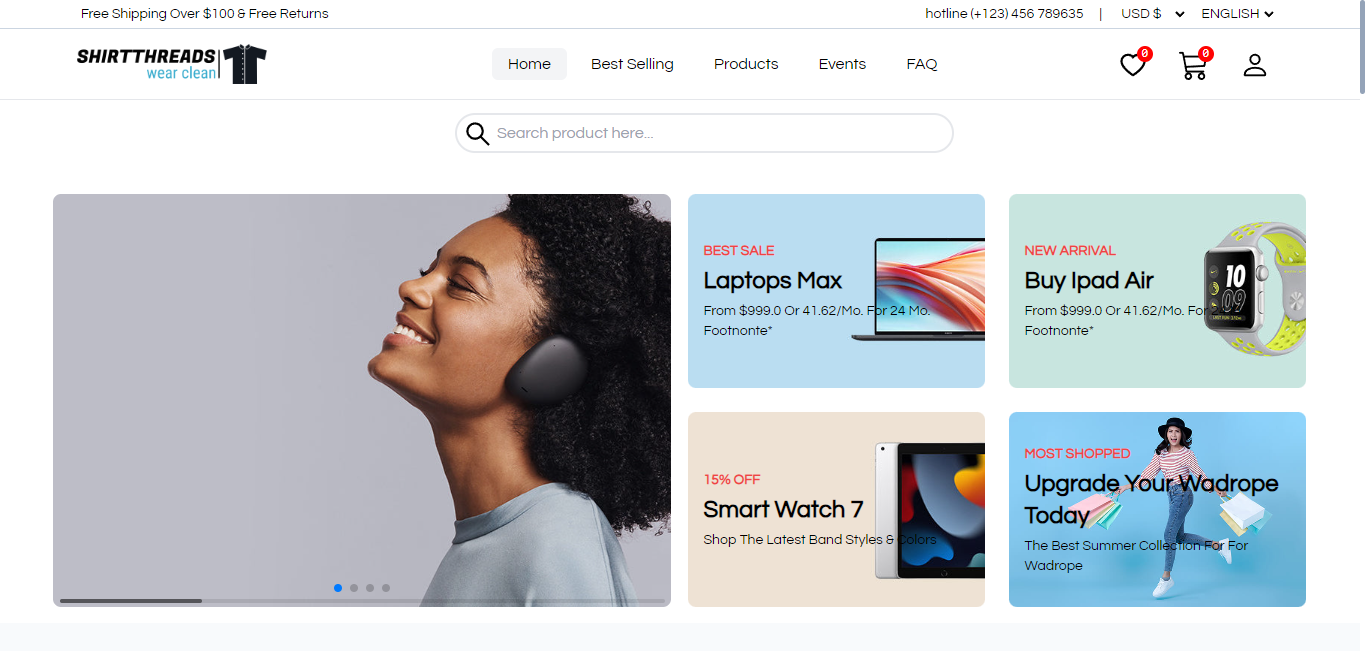 Free Shipping Over $100 & Free Returns
hotline (+123) 456 789635 | USD $ ENGLISH
SHIRTTHREADS
wear clean
Home Best Selling Products Events FAQ
0 0
Search product here...
BEST SALE
Laptops Max
From $999.0 Or 41.62/Mo. For 24 Mo.
Footnonte*
NEW ARRIVAL
Buy Ipad Air
From $999.0 Or 41.62/Mo. For
Footnonte*
10
09
15% OFF
Smart Watch 7
Shop The Latest Band Styles & Colors
MOST SHOPPED
Upgrade Your Wadrope
Today
The Best Summer Collection For For
Wadrope